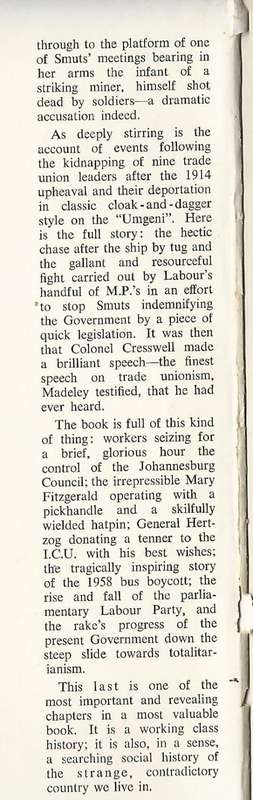 through to the platform of one
of Smuts' meetings bearing in
her arms the infant of a
striking miner, himself shot
dead by soldiers—a dramatic
accusation indeed.
As deeply stirring is the
account of events following
the kidnapping of nine trade
union leaders after the 1914
upheaval and their deportation
in classic cloak-and-dagger
style on the “Umgeni”. Here
is the full story: the hectic
chase after the ship by tug and
the gallant and resourceful
fight carried out by Labour's
handful of M.P.'s in an effort
to stop Smuts indemnifying
the Government by a piece of
quick legislation. It was then
that Colonel Cresswell made
a brilliant speech—the finest
speech on trade unionism,
Madeley testified, that he had
ever heard.
The book is full of this kind
of thing: workers seizing for
a brief, glorious hour the
control of the Johannesburg
Council; the irrepressible Mary
Fitzgerald operating with a
pickhandle and a skilfully
wielded hatpin; General Hert-
zog donating a tenner to the
I.C.U. with his best wishes;
the tragically inspiring story
of the 1958 bus boycott; the
rise and fall of the parlia-
mentary Labour Party, and
the rake's progress of the
present Government down the
steep slide towards totalitar-
ianism.
This last is one of the
most important and revealing
chapters in a most valuable
book. It is a working class
history; it is also, in a sense,
a searching social history of
the strange, contradictory
country we live in.